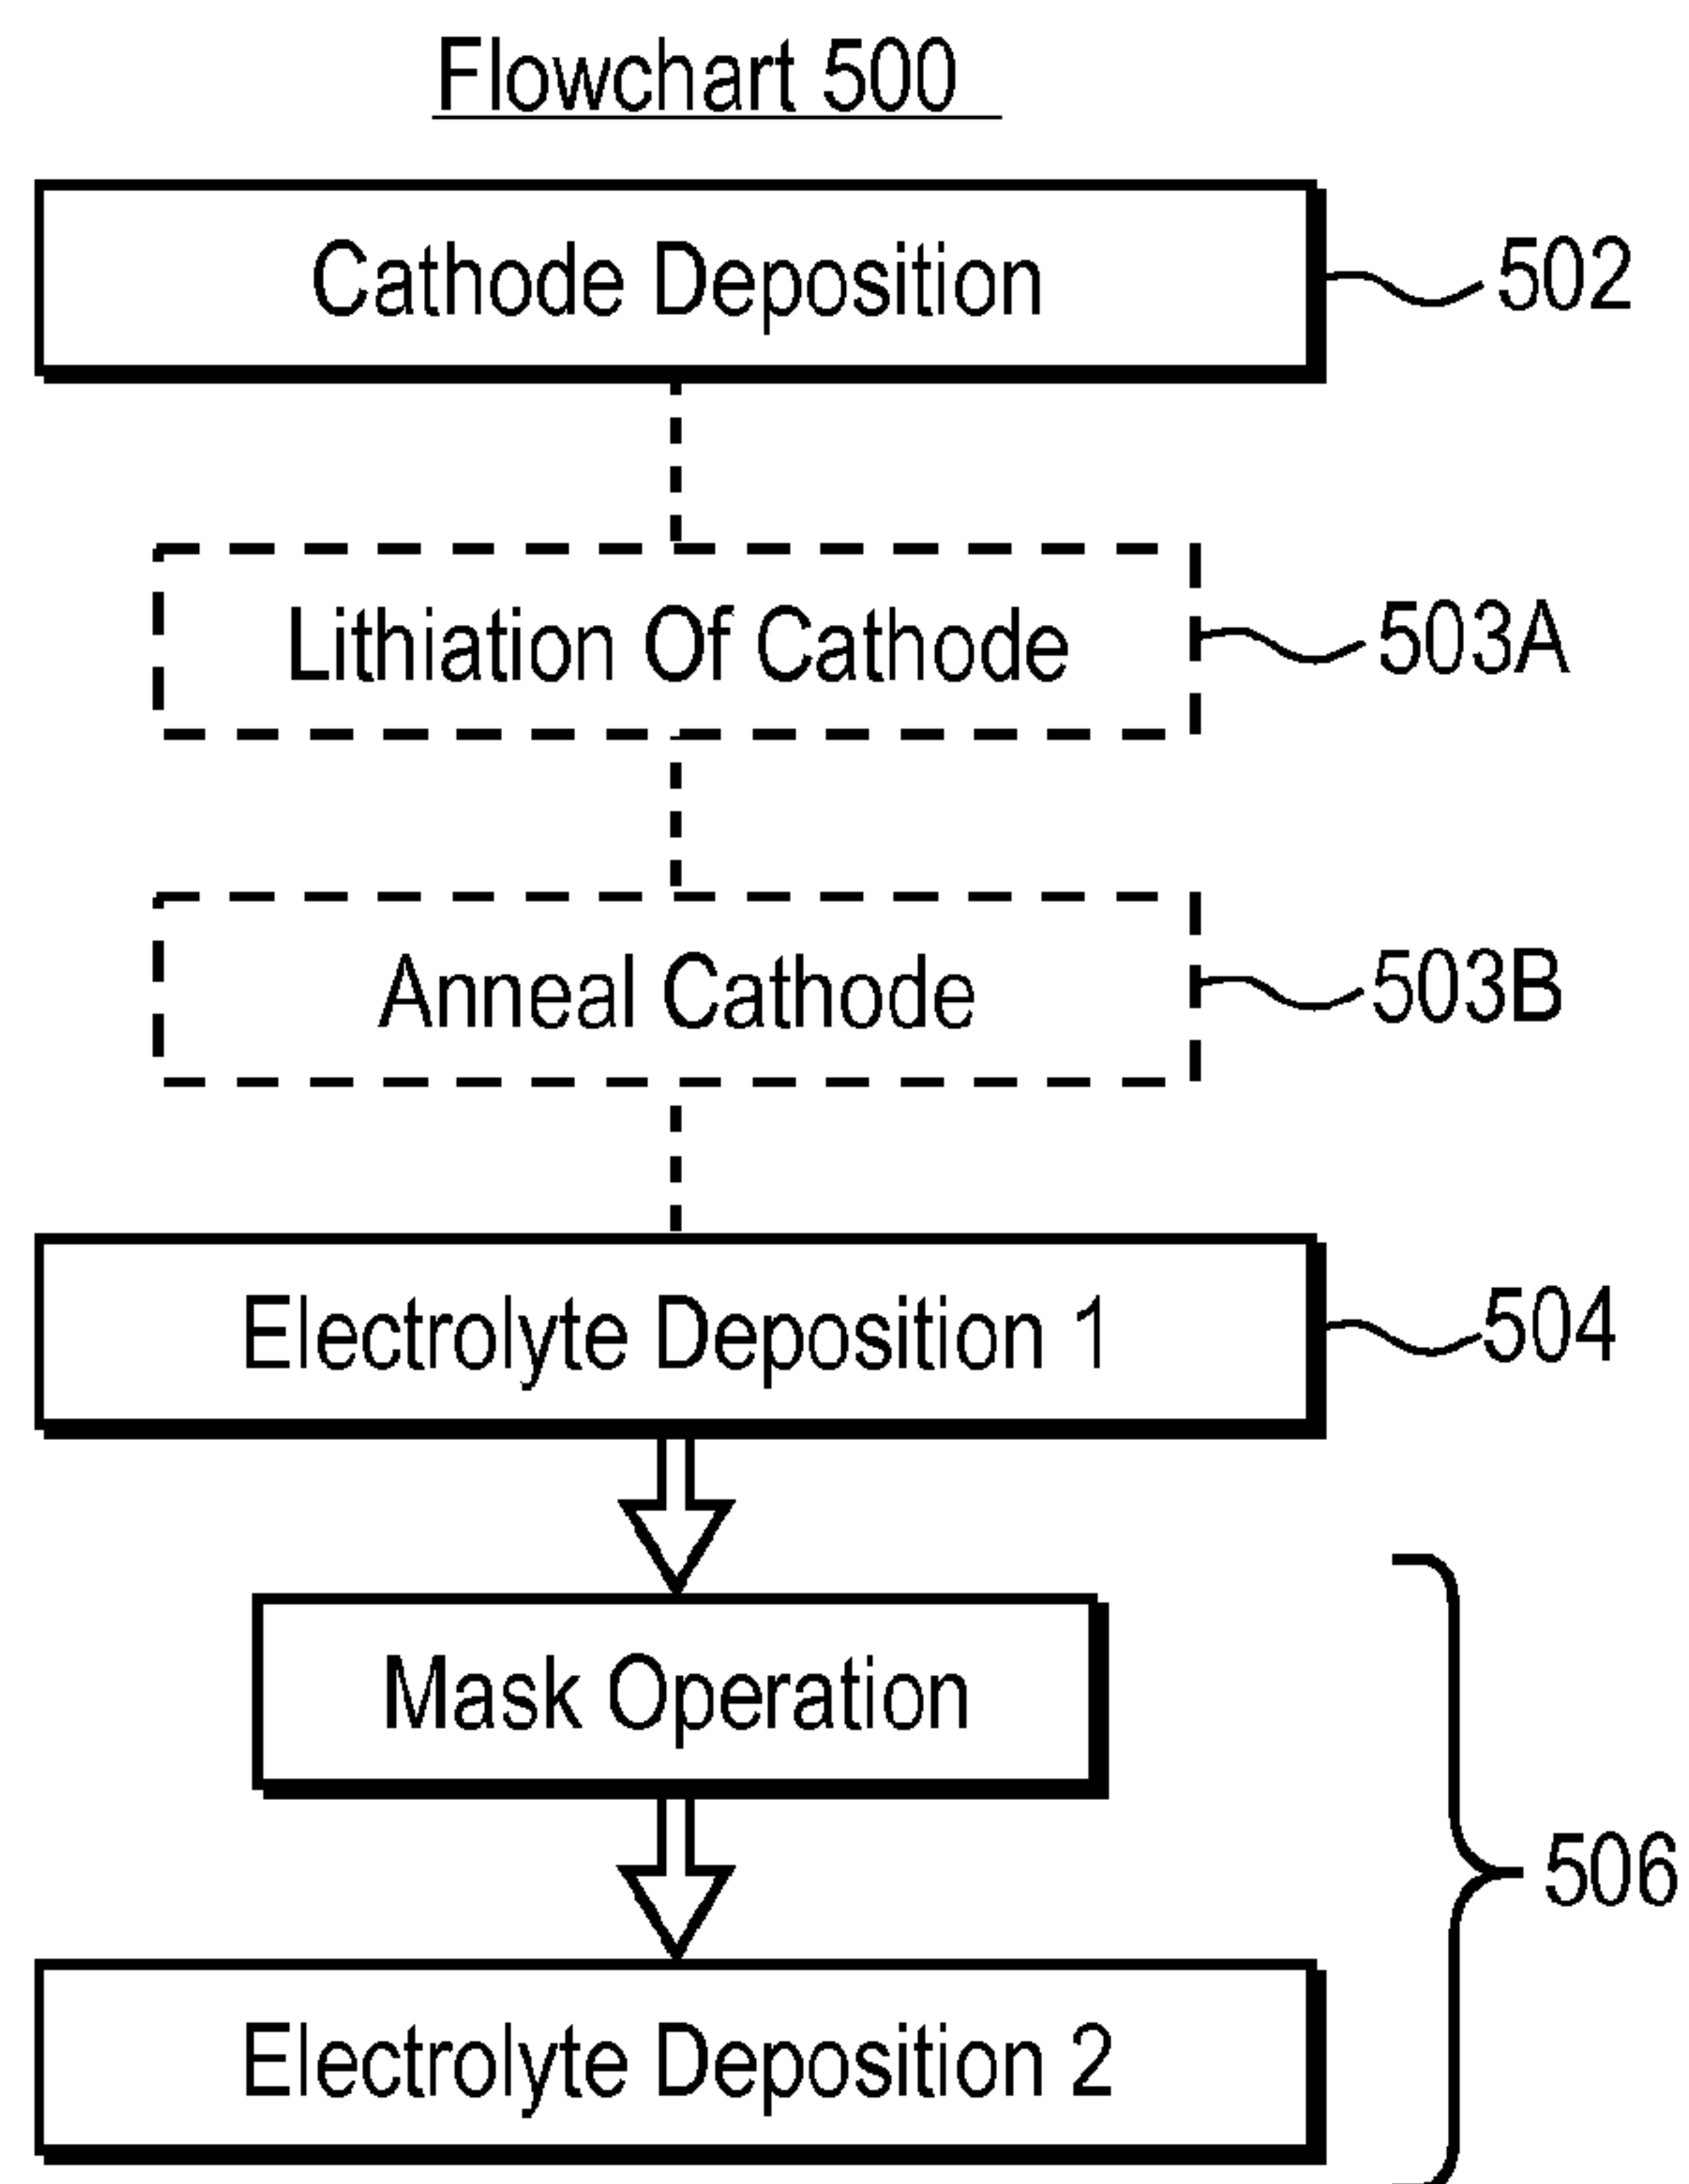 Flowchart 500
Cathode Deposition
502
Lithiation Of Cathode
503A
Anneal Cathode
503B
Electrolyte Deposition 1
504
Mask Operation
506
Electrolyte Deposition 2